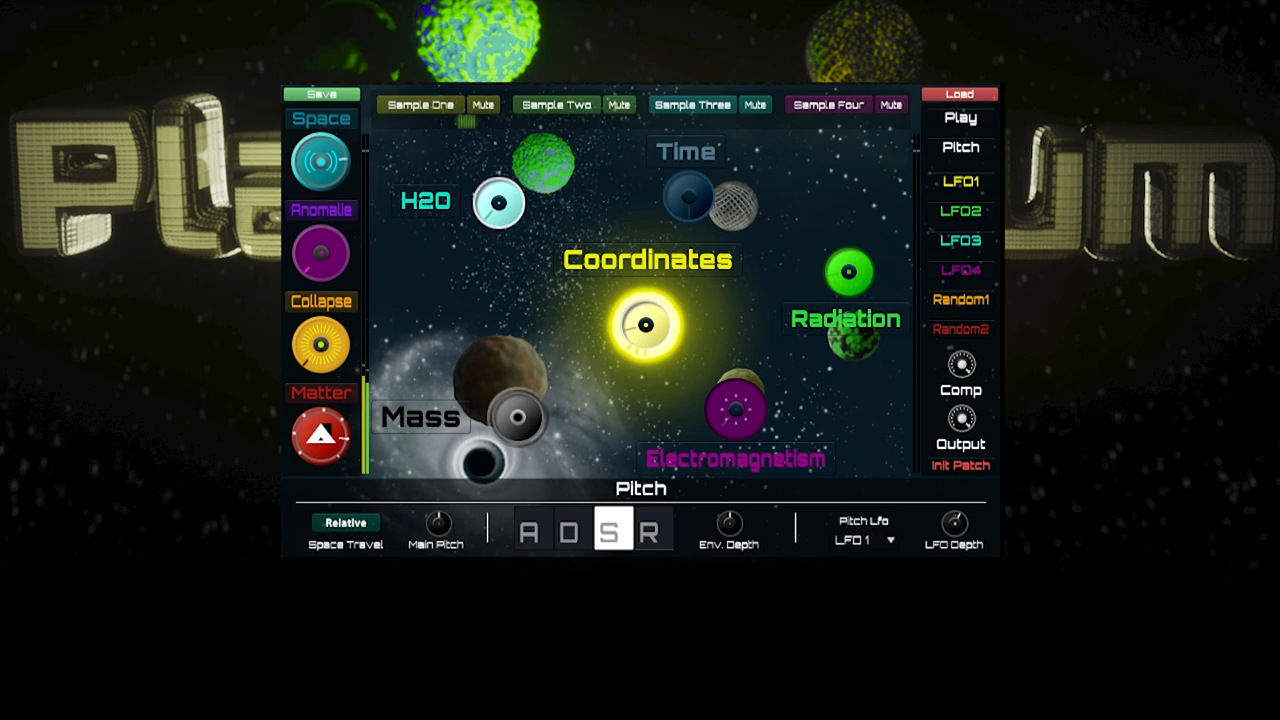 Save
Sample One Mute Sample Two Mute Sample Three Mute Sample Four Mute
Load
Space
Play
Time
Pitch
H20
LFO1
Anomalie
LFO2
LFO3
Coordinates
LFO4
Collapse
Random1
Radiation
Random2
Matter
Comp
Mass
Output
Electromagnetism
Init Patch
Pitch
Relative
A D S R
Pitch Lfo
LFO 1
Space Travel Main Pitch Env. Depth LFO Depth